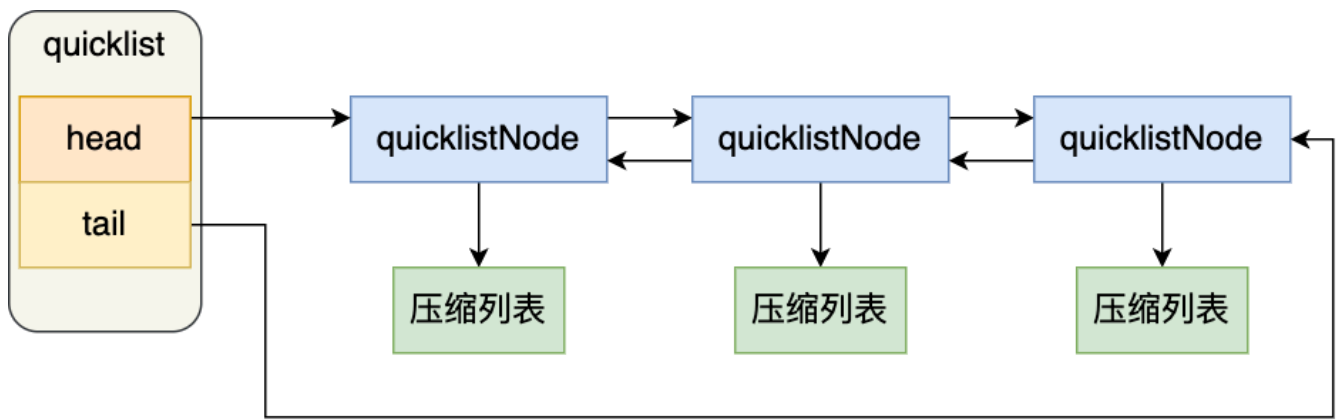 quicklist
head
tail
quicklistNode
quicklistNode
quicklistNode
压缩列表
压缩列表
压缩列表